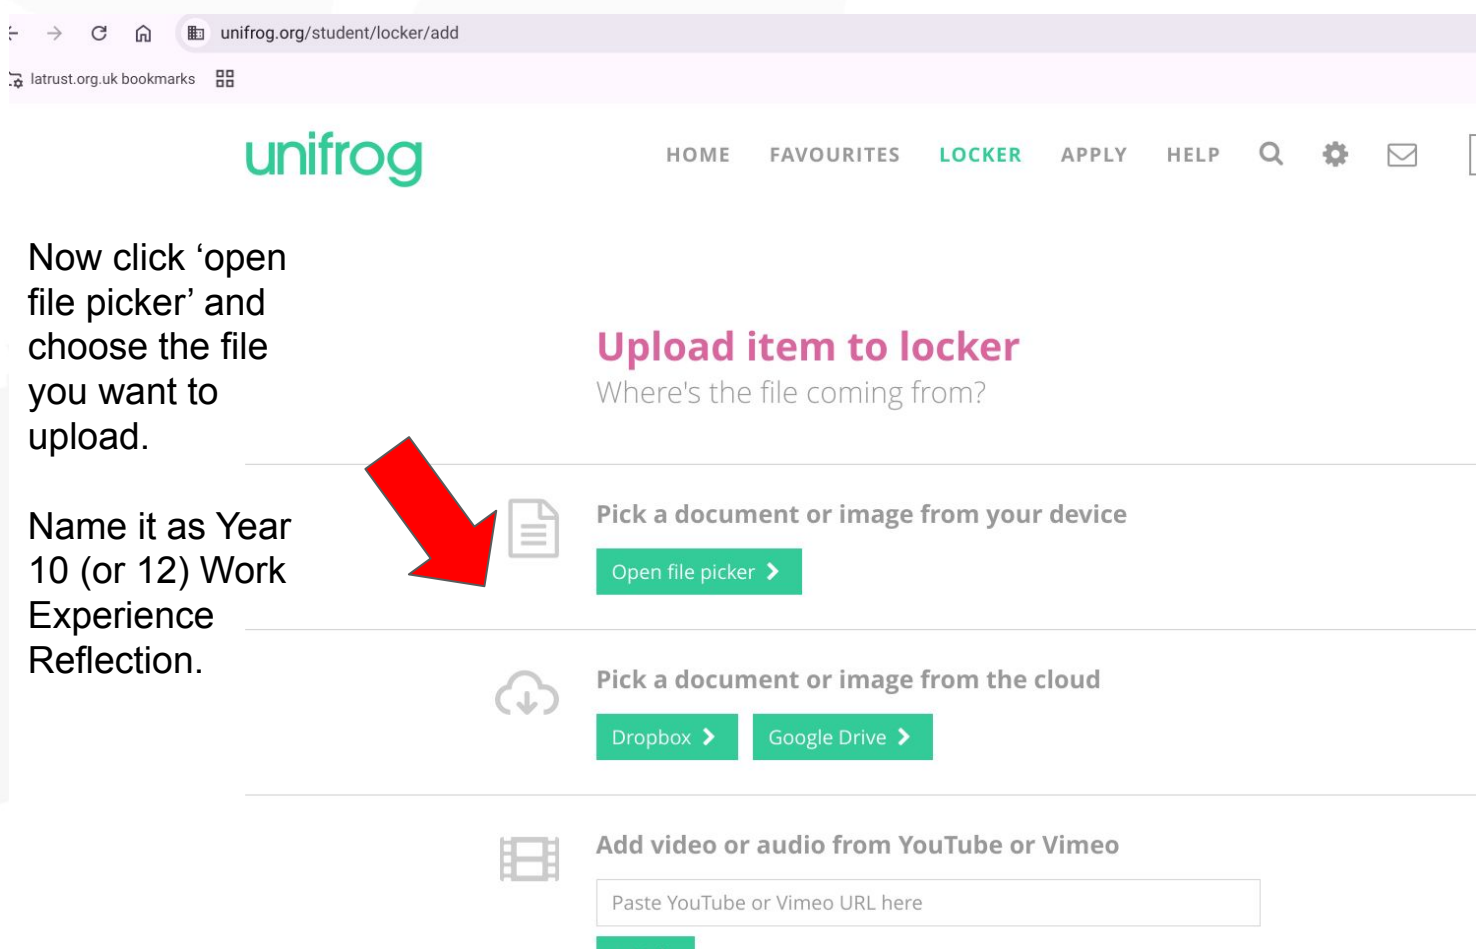 unifrog.org/student/locker/add
latrust.org.uk bookmarks
unifrog
HOME FAVOURITES LOCKER APPLY HELP
Now click ‘open
file picker’ and
choose the file
you want to
upload.
Name it as Year
10 (or 12) Work
Experience
Reflection.
Upload item to locker
Where's the file coming from?
Pick a document or image from your device
Open file picker
Pick a document or image from the cloud
Dropbox Google Drive
Add video or audio from YouTube or Vimeo
Paste YouTube or Vimeo URL here